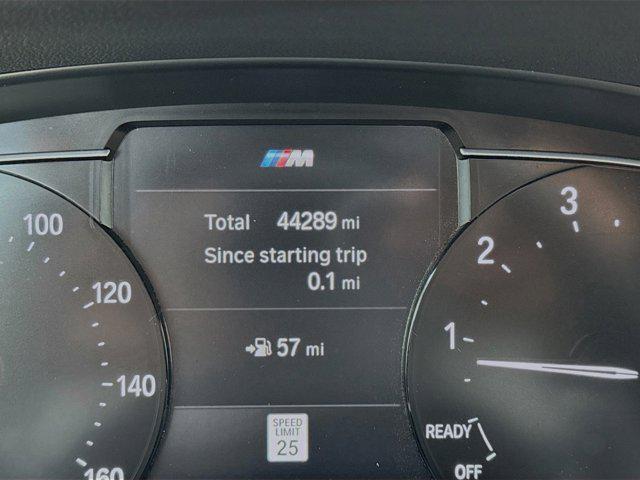 M
Total 44289 mi
Since starting trip
0.1 mi
57 mi
SPEED
LIMIT
25
100
120
140
160
3
2
1
READY
OFF